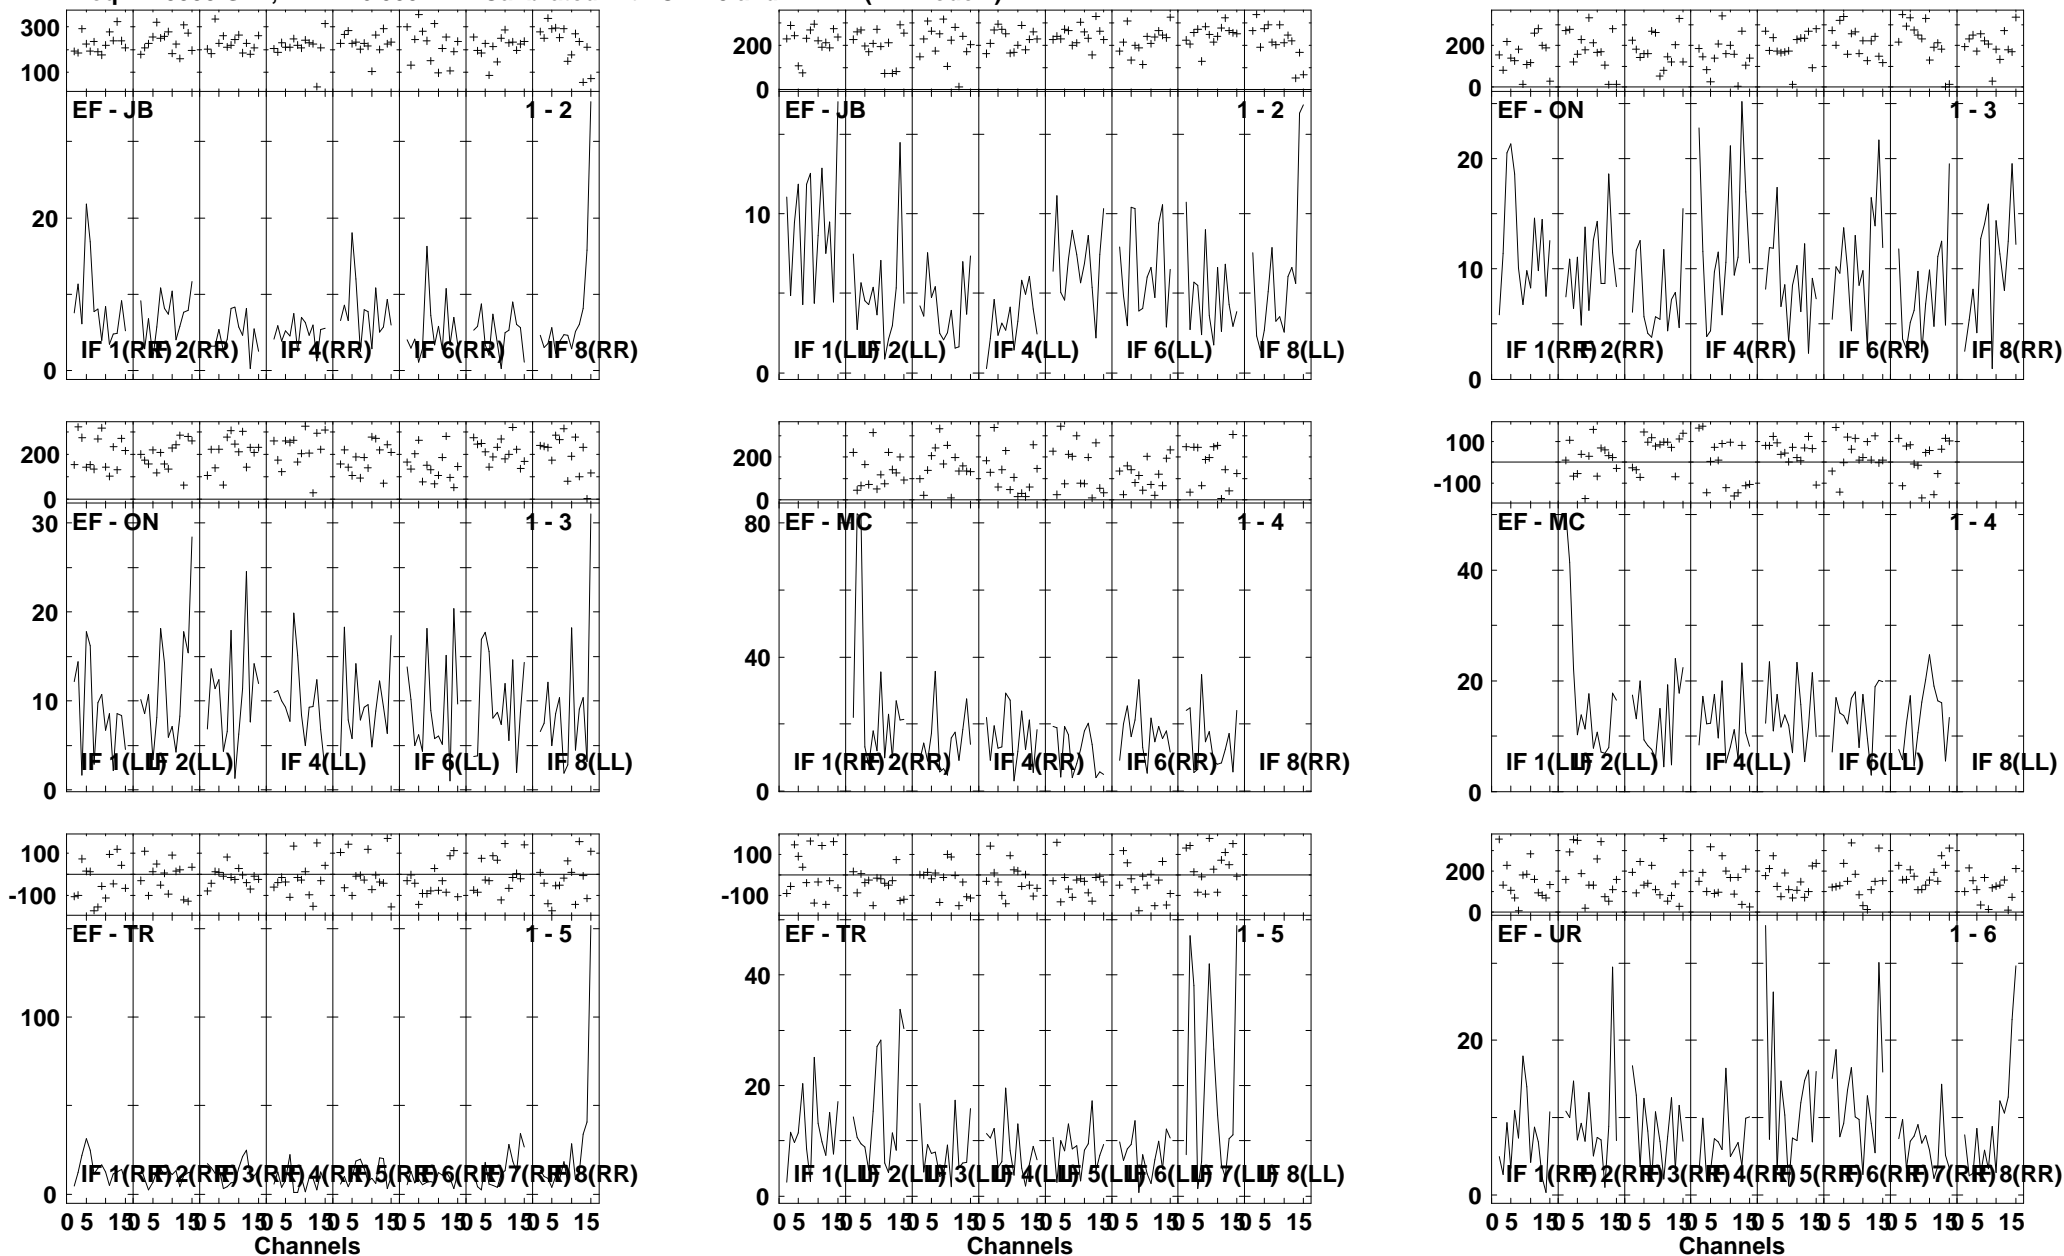 300
100
EF - JB 1 - 2
20
0
IF 1(RR) IF 2(RR) IF 4(RR) IF 6(RR) IF 8(RR)
200
0
EF - JB 1 - 2
10
0
IF 1(LL) IF 2(LL) IF 4(LL) IF 6(LL) IF 8(LL)
200
0
EF - ON 1 - 3
20
10
0
IF 1(RR) IF 2(RR) IF 4(RR) IF 6(RR) IF 8(RR)
200
0
EF - ON 1 - 3
30
20
10
0
IF 1(LL) IF 2(LL) IF 4(LL) IF 6(LL) IF 8(LL)
200
0
EF - MC 1 - 4
80
40
0
IF 1(RR) IF 2(RR) IF 4(RR) IF 6(RR) IF 8(RR)
100
-100
EF - MC 1 - 4
40
20
0
IF 1(LL) IF 2(LL) IF 4(LL) IF 6(LL) IF 8(LL)
100
-100
EF - TR 1 - 5
100
0
IF 1(RR) IF 2(RR) IF 3(RR) IF 4(RR) IF 5(RR) IF 6(RR) IF 7(RR) IF 8(RR)
0 5 15 0 5 15 0 5 15 0 5 15 0 5 15 0 5 15 0 5 15 0 5 15
Channels
100
-100
EF - TR 1 - 5
40
20
0
IF 1(LL) IF 2(LL) IF 3(LL) IF 4(LL) IF 5(LL) IF 6(LL) IF 7(LL) IF 8(LL)
0 5 15 0 5 15 0 5 15 0 5 15 0 5 15 0 5 15 0 5 15 0 5 15
Channels
200
0
EF - UR 1 - 6
20
0
IF 1(RR) IF 2(RR) IF 3(RR) IF 4(RR) IF 5(RR) IF 6(RR) IF 7(RR) IF 8(RR)
0 5 15 0 5 15 0 5 15 0 5 15 0 5 15 0 5 15 0 5 15 0 5 15
Channels